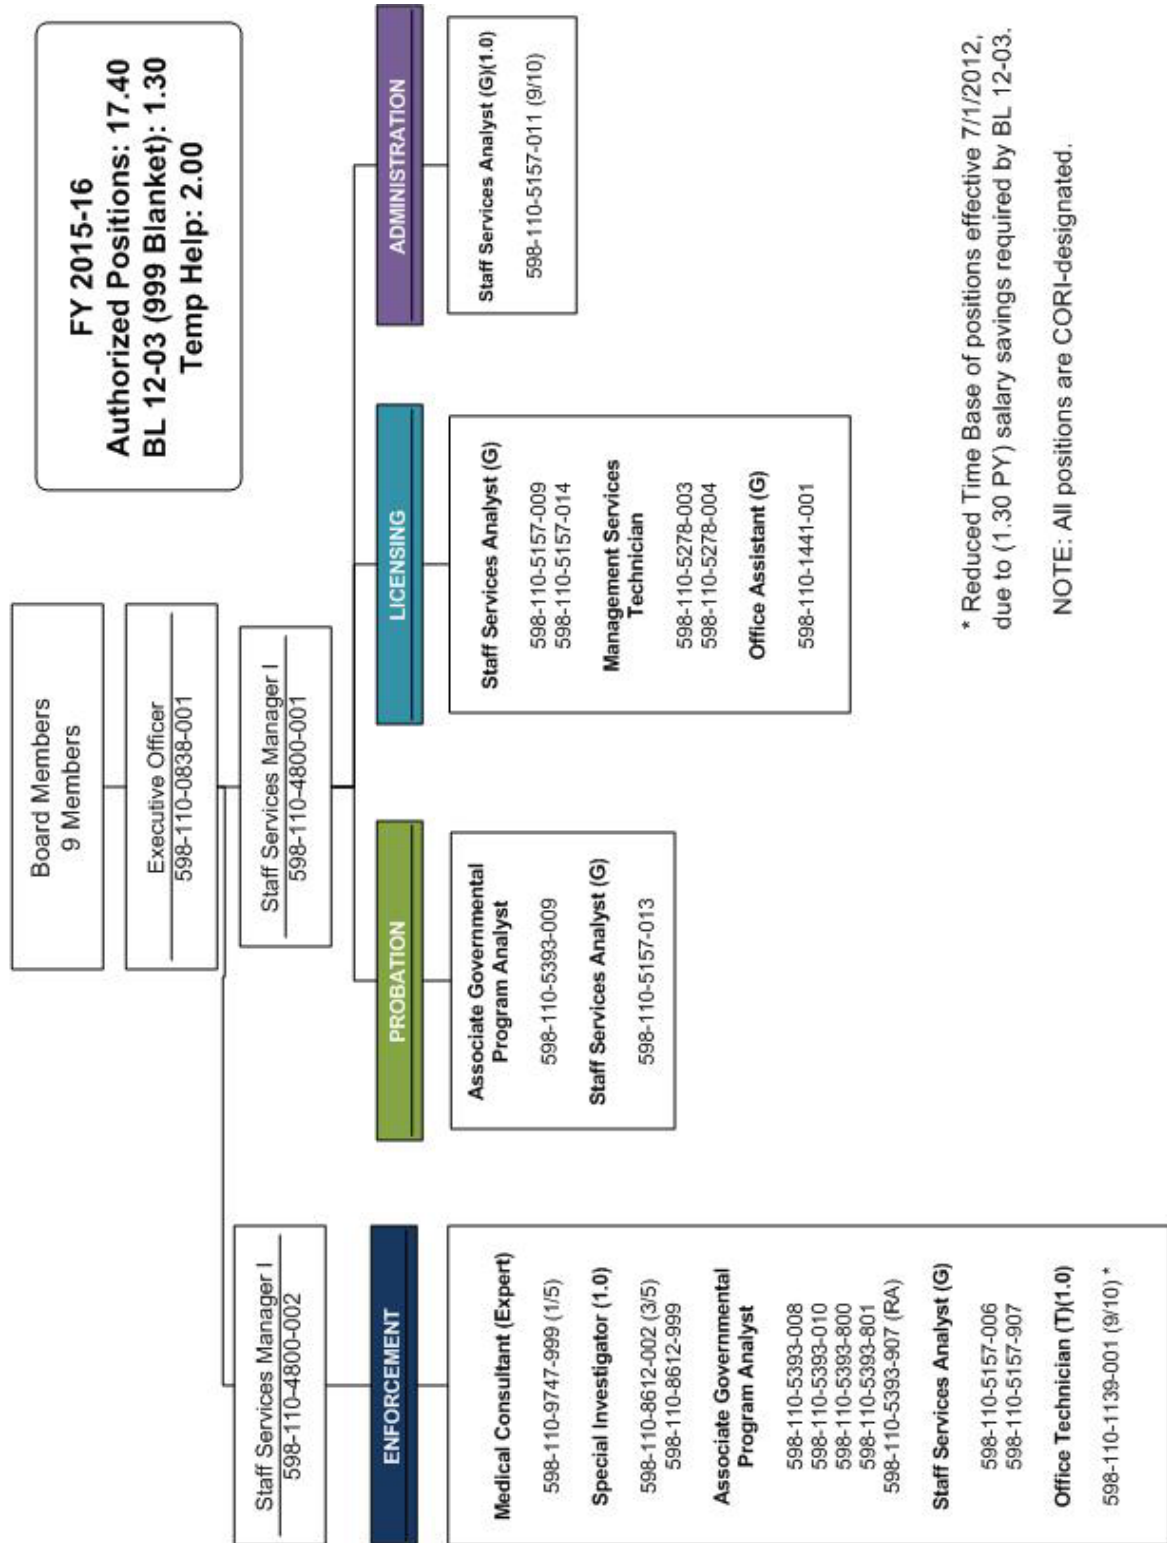 FY 2015-16
Authorized Positions: 17.40
BL 12-03 (999 Blanket): 1.30
Temp Help: 2.00
Board Members
9 Members
Executive Officer
598-110-0838-001
Staff Services Manager I
598-110-4800-001
Staff Services Manager I
598-110-4800-002
ENFORCEMENT
Medical Consultant (Expert)
598-110-9747-999 (1/5)
Special Investigator (1.0)
598-110-8612-002 (3/5)
598-110-8612-999
Associate Governmental
Program Analyst
598-110-5393-008
598-110-5393-010
598-110-5393-800
598-110-5393-801
598-110-5393-907 (RA)
Staff Services Analyst (G)
598-110-5157-006
598-110-5157-907
Office Technician (T)(1.0)
598-110-1139-001 (9/10) *
PROBATION
Associate Governmental
Program Analyst
598-110-5393-009
Staff Services Analyst (G)
598-110-5157-013
LICENSING
Staff Services Analyst (G)
598-110-5157-009
598-110-5157-014
Management Services
Technician
598-110-5278-003
598-110-5278-004
Office Assistant (G)
598-110-1441-001
ADMINISTRATION
Staff Services Analyst (G)(1.0)
598-110-5157-011 (9/10)
* Reduced Time Base of positions effective 7/1/2012,
due to (1.30 PY) salary savings required by BL 12-03.
NOTE: All positions are CORI-designated.